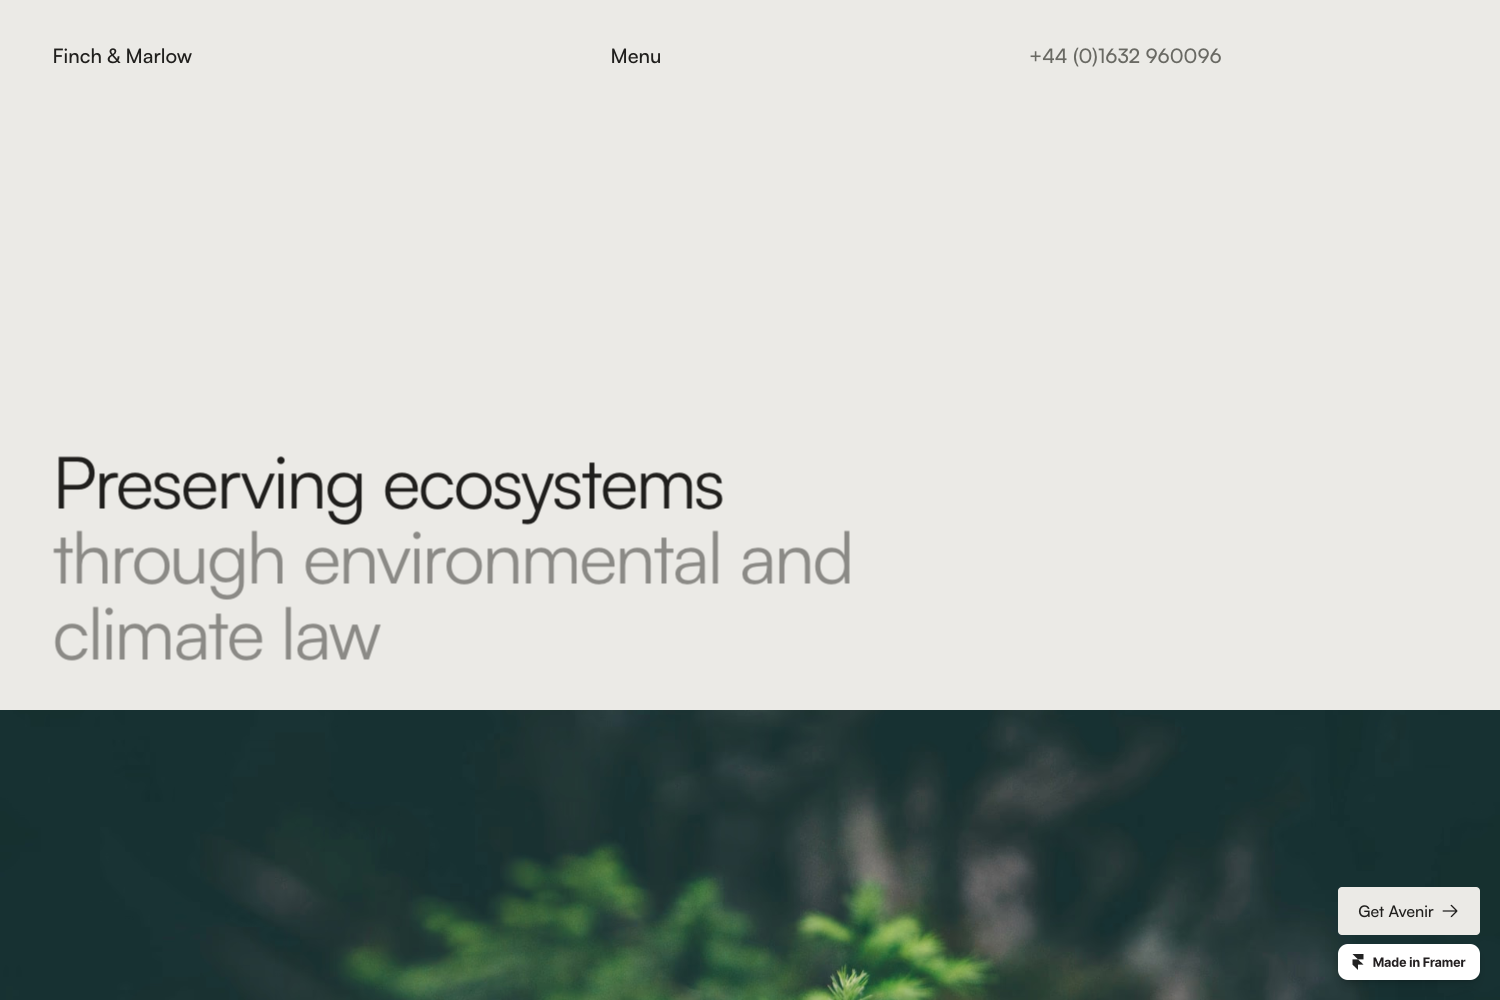 Finch & Marlow
Menu
+44 (0)1632 960096
Preserving ecosystems
through environmental and
climate law
Get Avenir
Made in Framer